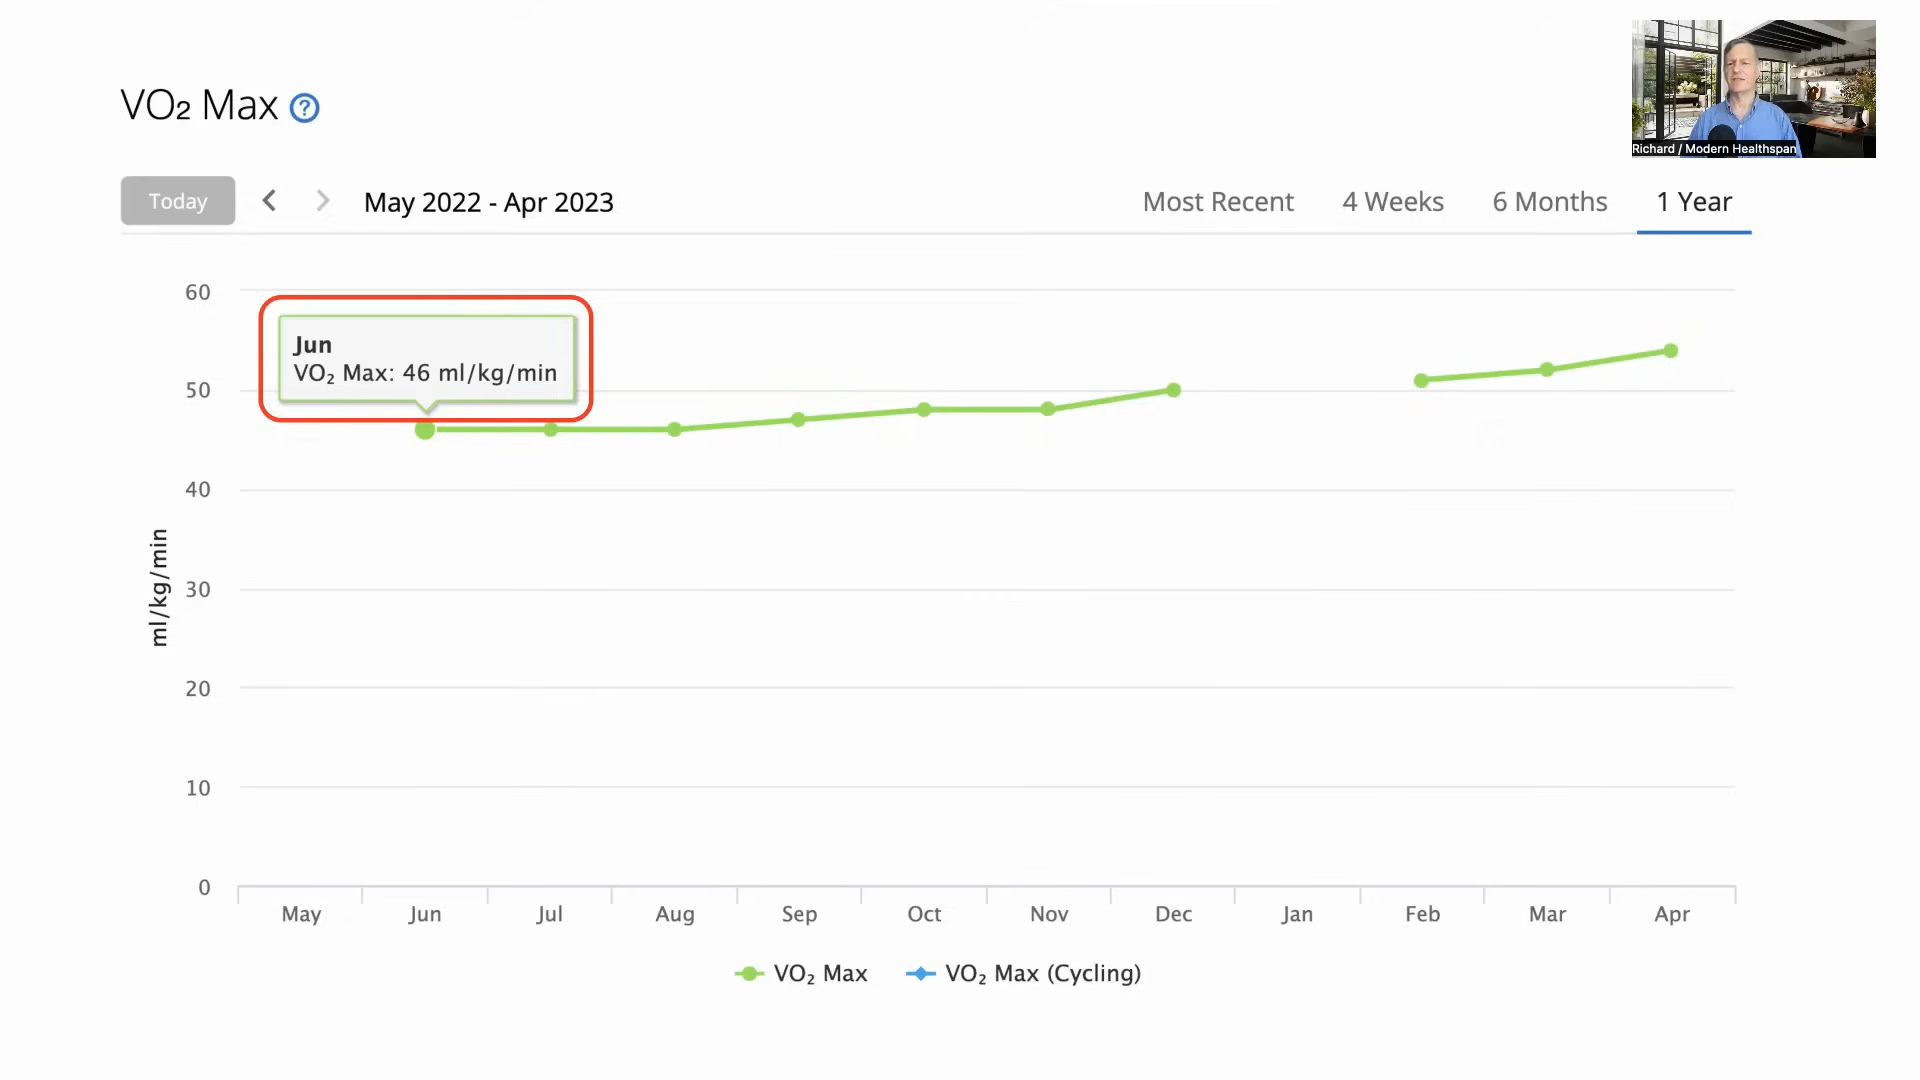 VO₂ Max ?
Richard / Modern Healthspan
Today
May 2022 - Apr 2023
Most Recent
4 Weeks
6 Months
1 Year
60
Jun
VO₂ Max: 46 ml/kg/min
50
40
30
20
10
0
ml/kg/min
May Jun Jul Aug Sep Oct Nov Dec Jan Feb Mar Apr
VO₂ Max VO₂ Max (Cycling)